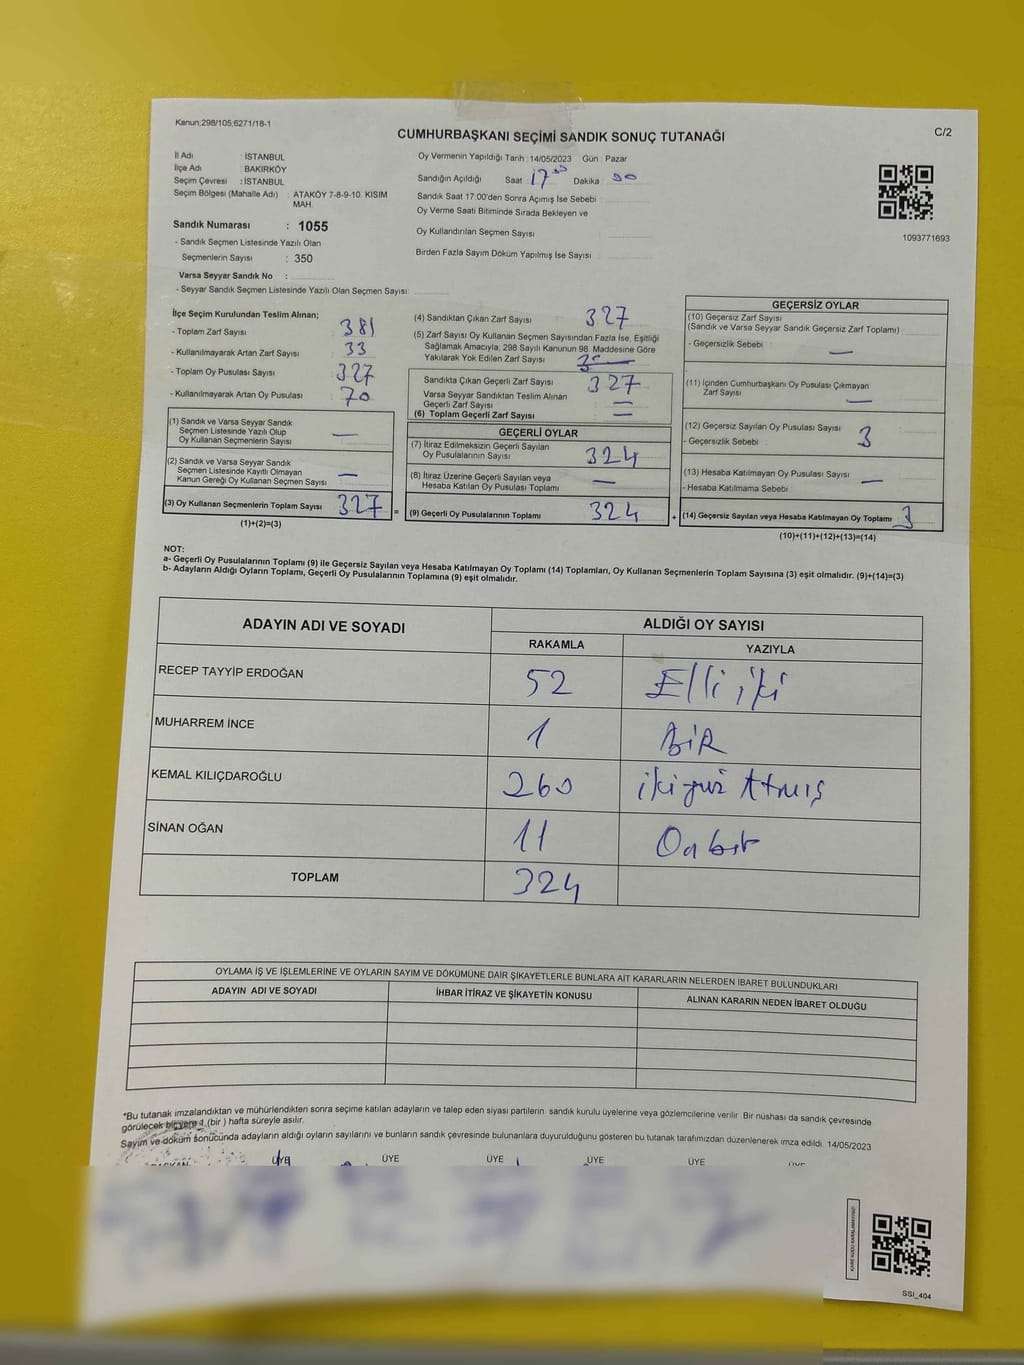 Kanun;298/105,6271/18-1
CUMHURBAŞKANI SEÇİMİ SANDIK SONUÇ TUTANAĞI
C/2
İl Adı : İSTANBUL
İlçe Adı : BAKIRKÖY
Seçim Çevresi : İSTANBUL
Seçim Bölgesi (Mahalle Adı) : ATAKÖY 7-8-9-10. KISIM
MAH.
Sandık Numarası : 1055
- Sandık Seçmen Listesinde Yazılı Olan
Seçmenlerin Sayısı : 350
Varsa Seyyar Sandık No :
- Seyyar Sandık Seçmen Listesinde Yazılı Olan Seçmen Sayısı:
Oy Vermenin Yapıldığı Tarih : 14/05/2023 Gün : Pazar
Sandığın Açıldığı Saat : 17 Dakika
Sandık Saat 17:00'den Sonra Açımış İse Sebebi
Oy Verme Saati Bitiminde Sırada Bekleyen ve
Oy Kullandırılan Seçmen Sayısı
Birden Fazla Sayım Döküm Yapılmış İse Sayısı :
1093771693
İlçe Seçim Kurulundan Teslim Alınan;
- Toplam Zarf Sayısı 381
- Kullanılmayarak Artan Zarf Sayısı 33
- Toplam Oy Pusulası Sayısı 327
- Kullanılmayarak Artan Oy Pusulası 70
(1) Sandık ve Varsa Seyyar Sandık
Seçmen Listesinde Yazılı Olup
Oy Kullanan Seçmenlerin Sayısı —
(2) Sandık ve Varsa Seyyar Sandık
Seçmen Listesinde Kayıtlı Olmayan
Kanun Gereği Oy Kullanan Seçmen Sayısı —
(3) Oy Kullanan Seçmenlerin Toplam Sayısı 327 =
(1)+(2)=(3)
(4) Sandıktan Çıkan Zarf Sayısı 327
(5) Zarf Sayısı Oy Kullanan Seçmen Sayısından Fazla İse, Eşitliği
Sağlamak Amacıyla, 298 Sayılı Kanunun 98. Maddesine Göre
Yakılarak Yok Edilen Zarf Sayısı
Sandıkta Çıkan Geçerli Zarf Sayısı 327
Varsa Seyyar Sandıktan Teslim Alınan
Geçerli Zarf Sayısı —
(6) Toplam Geçerli Zarf Sayısı —
GEÇERLİ OYLAR
(7) İtiraz Edilmeksizin Geçerli Sayılan
Oy Pusulalarının Sayısı 324
(8) İtiraz Üzerine Geçerli Sayılan veya
Hesaba Katılan Oy Pusulası Toplamı —
(9) Geçerli Oy Pusulalarının Toplamı 324 +
GEÇERSİZ OYLAR
(10) Geçersiz Zarf Sayısı
(Sandık ve Varsa Seyyar Sandık Geçersiz Zarf Toplamı)
- Geçersizlik Sebebi : —
(11) İçinden Cumhurbaşkanı Oy Pusulası Çıkmayan
Zarf Sayısı —
(12) Geçersiz Sayılan Oy Pusulası Sayısı 3
- Geçersizlik Sebebi :
(13) Hesaba Katılmayan Oy Pusulası Sayısı —
- Hesaba Katılmama Sebebi
(14) Geçersiz Sayılan veya Hesaba Katılmayan Oy Toplamı 3
(10)+(11)+(12)+(13)=(14)
NOT:
a- Geçerli Oy Pusulalarının Toplamı (9) ile Geçersiz Sayılan veya Hesaba Katılmayan Oy Toplamı (14) Toplamları, Oy Kullanan Seçmenlerin Toplam Sayısına (3) eşit olmalıdır. (9)+(14)=(3)
b- Adayların Aldığı Oyların Toplamı, Geçerli Oy Pusulalarının Toplamına (9) eşit olmalıdır.
ADAYIN ADI VE SOYADI
ALDIĞI OY SAYISI
RAKAMLA YAZIYLA
RECEP TAYYİP ERDOĞAN 52 Elli iki
MUHARREM İNCE 1 BİR
KEMAL KILIÇDAROĞLU 260 ikiyüz Atmış
SİNAN OĞAN 11 Onbir
TOPLAM 324
OYLAMA İŞ VE İŞLEMLERİNE VE OYLARIN SAYIM VE DÖKÜMÜNE DAİR ŞİKAYETLERLE BUNLARA AİT KARARLARIN NELERDEN İBARET BULUNDUKLARI
ADAYIN ADI VE SOYADI İHBAR İTİRAZ VE ŞİKAYETİN KONUSU ALINAN KARARIN NEDEN İBARET OLDUĞU
*Bu tutanak imzalandıktan ve mühürlendikten sonra seçime katılan adayların ve talep eden siyasi partilerin sandık kurulu üyelerine veya gözlemcilerine verilir. Bir nüshası da sandık çevresinde
görülecek bir yere 1 (bir ) hafta süreyle asılır.
Sayım ve döküm sonucunda adayların aldığı oyların sayılarını ve bunların sandık çevresinde bulunanlara duyurulduğunu gösteren bu tutanak tarafımızdan düzenlenerek imza edildi. 14/05/2023
BAŞKAN ÜYE ÜYE ÜYE ÜYE ÜYE ÜYE
SSI_404